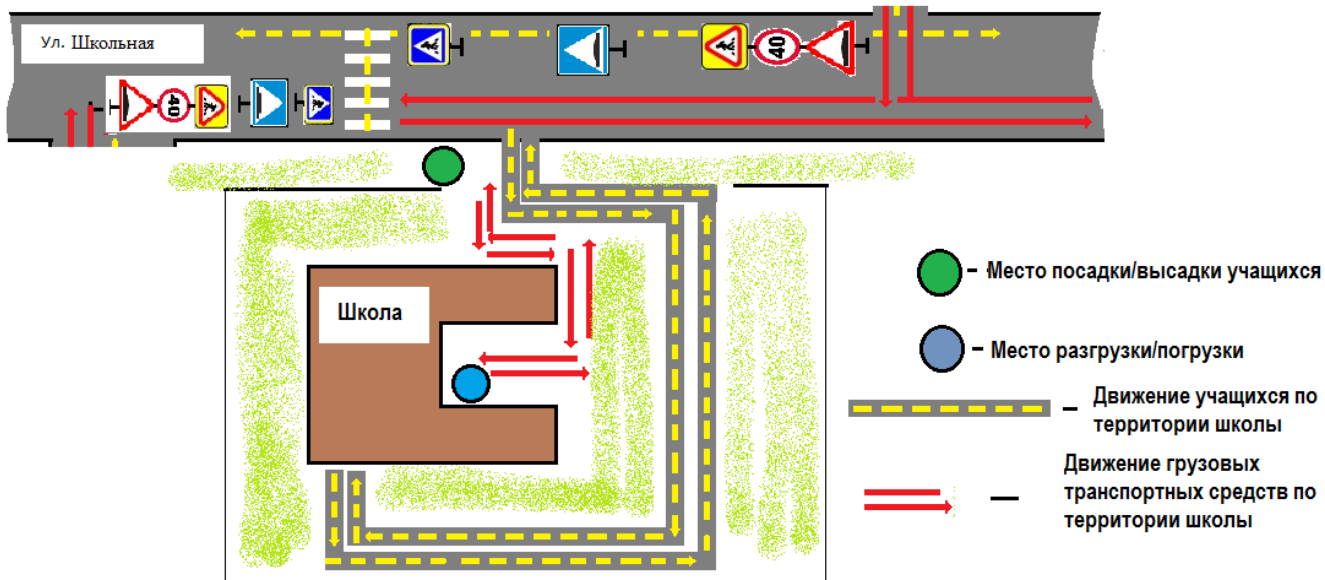 Ул. Школьная
40
40
Школа
- Место посадки/высадки учащихся
- Место разгрузки/погрузки
- Движение учащихся по
территории школы
- Движение грузовых
транспортных средств по
территории школы